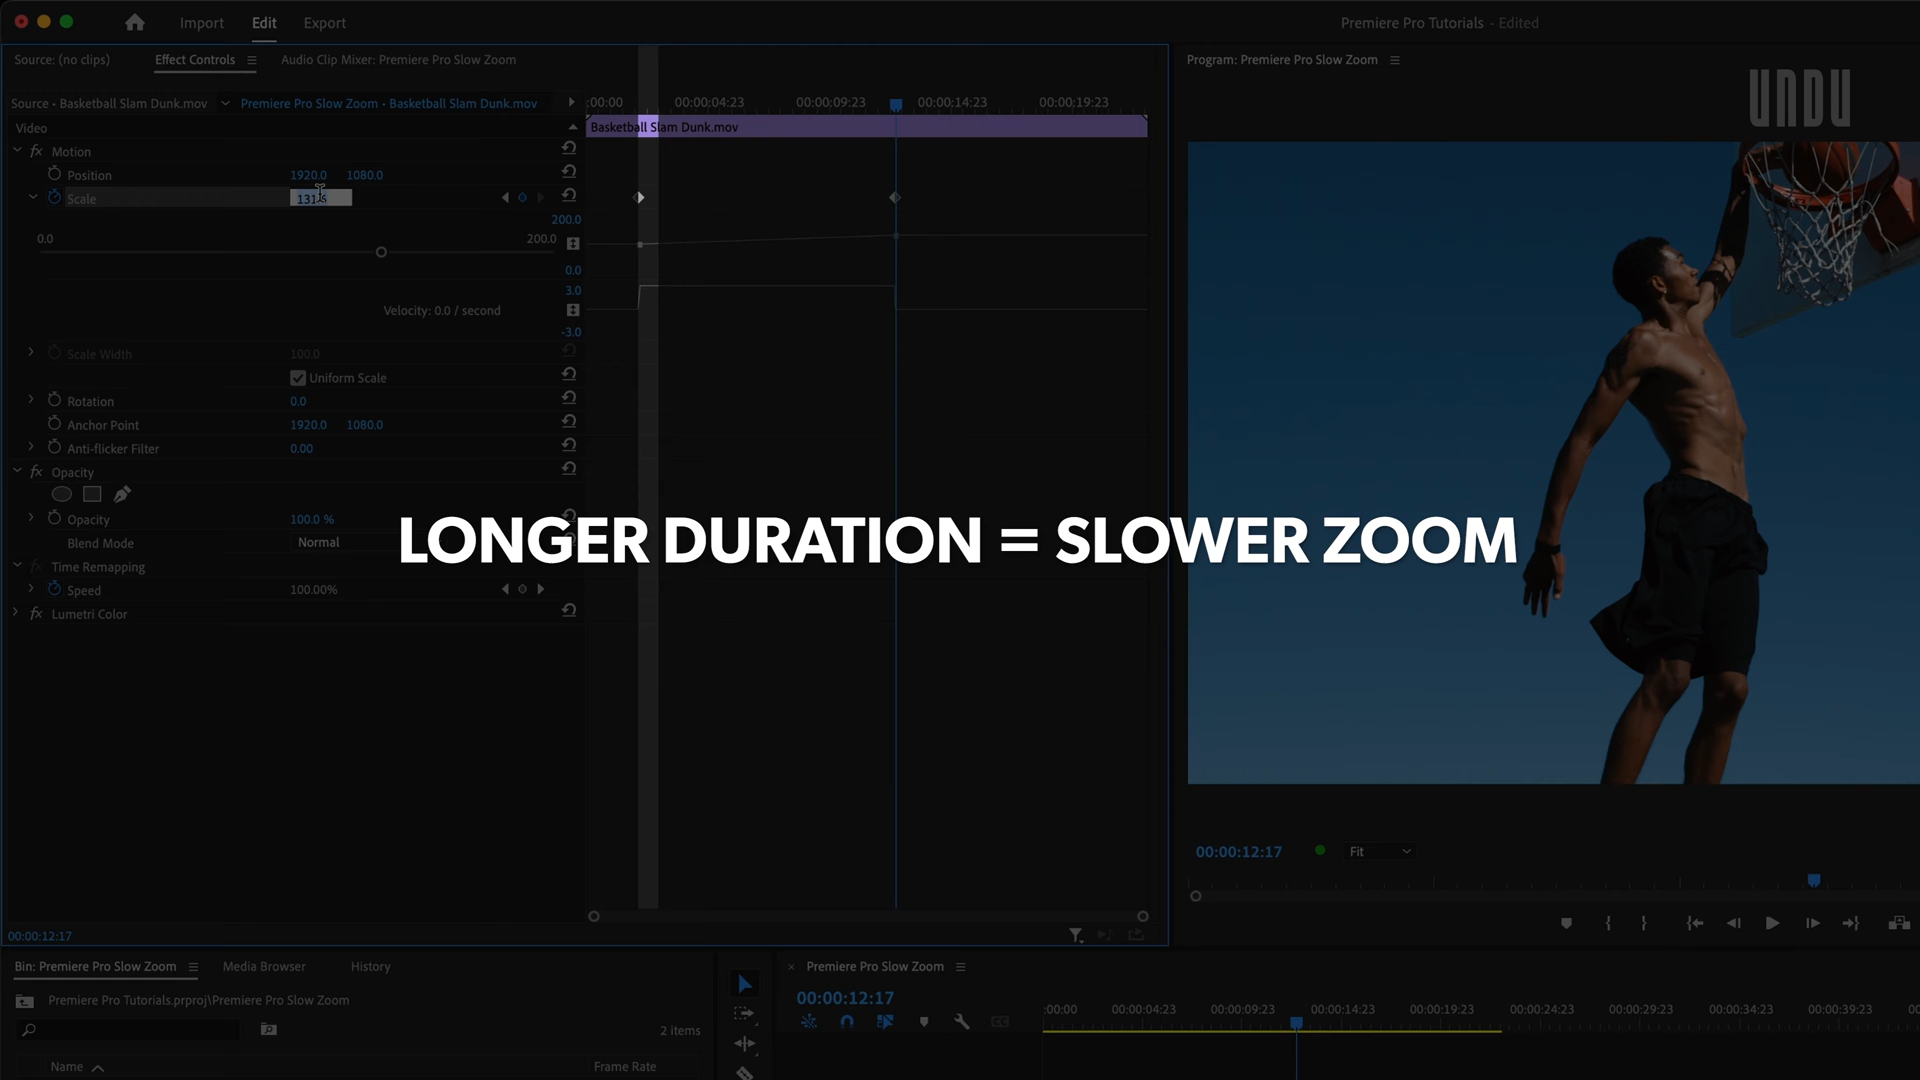 Import Edit Export
Premiere Pro Tutorials - Edited
Source: (no clips) Effect Controls Audio Clip Mixer: Premiere Pro Slow Zoom
Program: Premiere Pro Slow Zoom
UNDU
Source • Basketball Slam Dunk.mov Premiere Pro Slow Zoom • Basketball Slam Dunk.mov
:00:00 00:00:04:23 00:00:09:23 00:00:14:23 00:00:19:23
Video
Basketball Slam Dunk.mov
fx Motion
Position 1920.0 1080.0
Scale
200.0
0.0 200.0
0.0
3.0
Velocity: 0.0 / second
-3.0
Scale Width 100.0
Uniform Scale
Rotation 0.0
Anchor Point 1920.0 1080.0
Anti-flicker Filter 0.00
fx Opacity
Opacity 100.0 %
Blend Mode Normal
LONGER DURATION = SLOWER ZOOM
fx Time Remapping
Speed 100.00%
fx Lumetri Color
00:00:12:17 Fit
00:00:12:17
Bin: Premiere Pro Slow Zoom Media Browser History
Premiere Pro Tutorials.prproj\Premiere Pro Slow Zoom
2 items
Name Frame Rate
× Premiere Pro Slow Zoom
00:00:12:17
:00:00 00:00:04:23 00:00:09:23 00:00:14:23 00:00:19:23 00:00:24:23 00:00:29:23 00:00:34:23 00:00:39:23